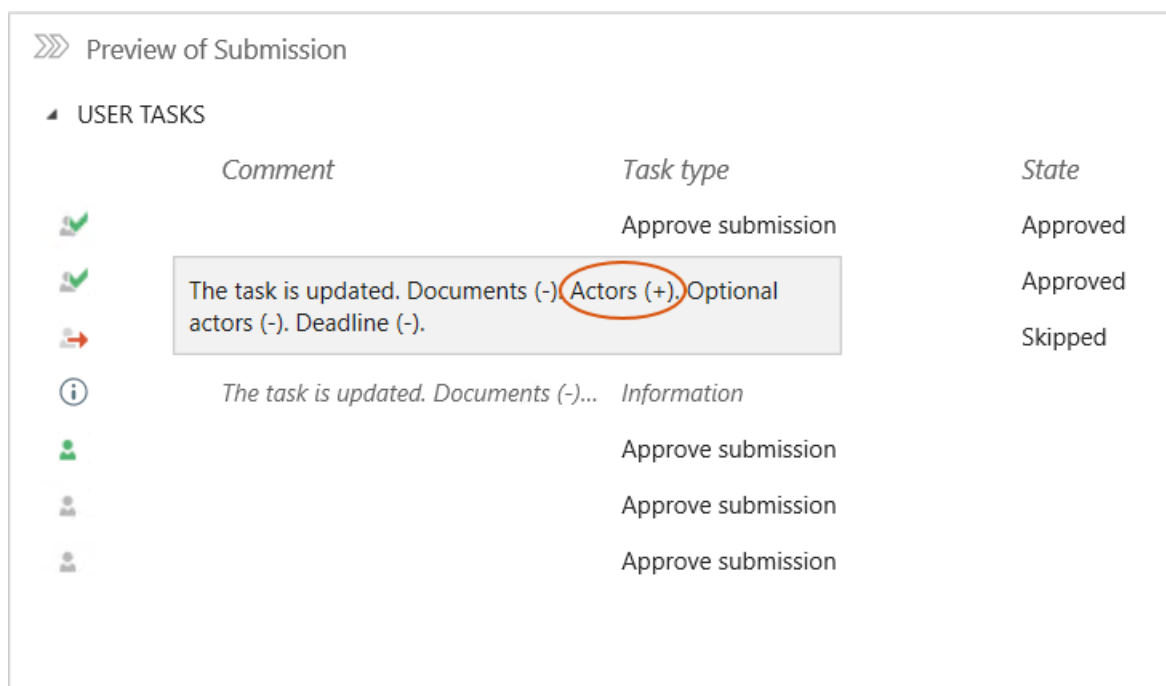 Preview of Submission
USER TASKS
Comment Task type State
Approve submission Approved
Approved
The task is updated. Documents (-). Actors (+). Optional
actors (-). Deadline (-).
Skipped
The task is updated. Documents (-)... Information
Approve submission
Approve submission
Approve submission